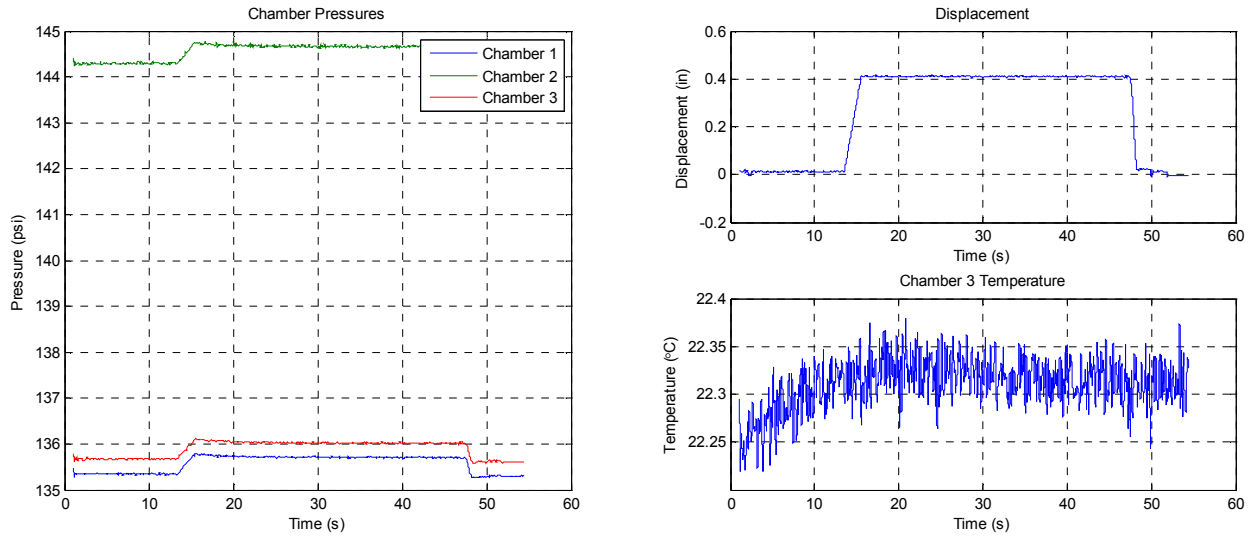 Chamber Pressures
145
144
143
142
141
140
139
138
137
136
135
Pressure (psi)
0 10 20 30 40 50 60
Time (s)
Chamber 1
Chamber 2
Chamber 3
Displacement
0.6
0.4
0.2
0
-0.2
Displacement (in)
0 10 20 30 40 50 60
Time (s)
Chamber 3 Temperature
22.4
22.35
22.3
22.25
Temperature (°C)
0 10 20 30 40 50 60
Time (s)